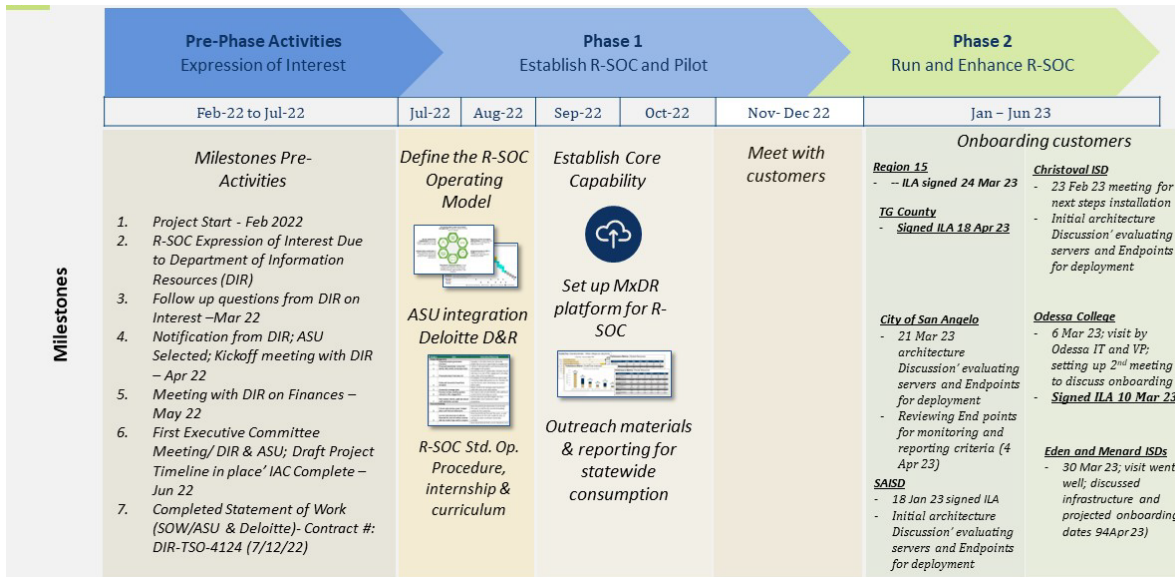 Pre-Phase Activities
Expression of Interest
Phase 1
Establish R-SOC and Pilot
Phase 2
Run and Enhance R-SOC
Feb-22 to Jul-22
Jul-22
Aug-22
Sep-22
Oct-22
Nov- Dec 22
Jan – Jun 23
Milestones
Milestones Pre-
Activities
1. Project Start - Feb 2022
2. R-SOC Expression of Interest Due
to Department of Information
Resources (DIR)
3. Follow up questions from DIR on
Interest –Mar 22
4. Notification from DIR; ASU
Selected; Kickoff meeting with DIR
– Apr 22
5. Meeting with DIR on Finances –
May 22
6. First Executive Committee
Meeting/ DIR & ASU; Draft Project
Timeline in place’ IAC Complete –
Jun 22
7. Completed Statement of Work
(SOW/ASU & Deloitte)- Contract #:
DIR-TSO-4124 (7/12/22)
Define the R-SOC
Operating
Model
ASU integration
Deloitte D&R
R-SOC Std. Op.
Procedure,
internship &
curriculum
Establish Core
Capability
Set up MxDR
platform for R-
SOC
Outreach materials
& reporting for
statewide
consumption
Meet with
customers
Onboarding customers
Region 15
- -- ILA signed 24 Mar 23
TG County
- Signed ILA 18 Apr 23
City of San Angelo
- 21 Mar 23
architecture
Discussion’ evaluating
servers and Endpoints
for deployment
- Reviewing End points
for monitoring and
reporting criteria (4
Apr 23)
SAISD
- 18 Jan 23 signed ILA
- Initial architecture
Discussion’ evaluating
servers and Endpoints
for deployment
Christoval ISD
- 23 Feb 23 meeting for
next steps installation
- Initial architecture
Discussion’ evaluating
servers and Endpoints
for deployment
Odessa College
- 6 Mar 23; visit by
Odessa IT and VP;
setting up 2nd meeting
to discuss onboarding
- Signed ILA 10 Mar 23
Eden and Menard ISDs
- 30 Mar 23; visit went
well; discussed
infrastructure and
projected onboarding
dates 94Apr 23)